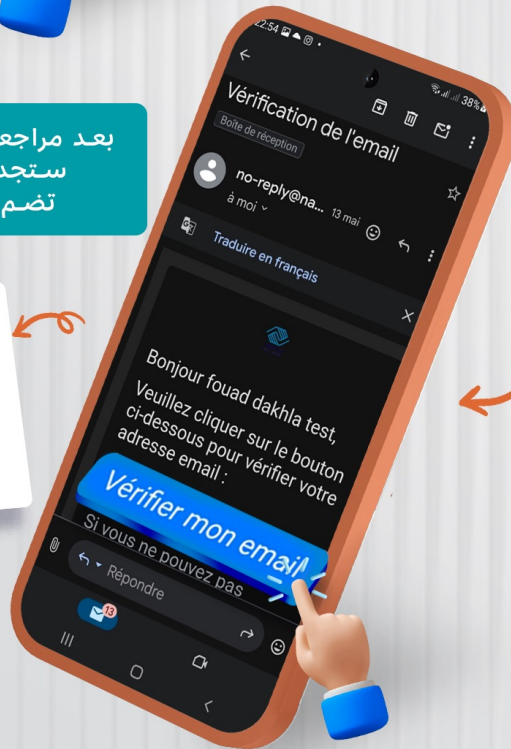 22:54
38%
بعد مراجع
ستجد
تضم
Vérification de l'email
Boîte de réception
no-reply@na... 13 mai
à moi
Traduire en français
Bonjour fouad dakhla test,
Veuillez cliquer sur le bouton
ci-dessous pour vérifier votre
adresse email :
Vérifier mon email
Si vous ne pouvez pas
Répondre
13